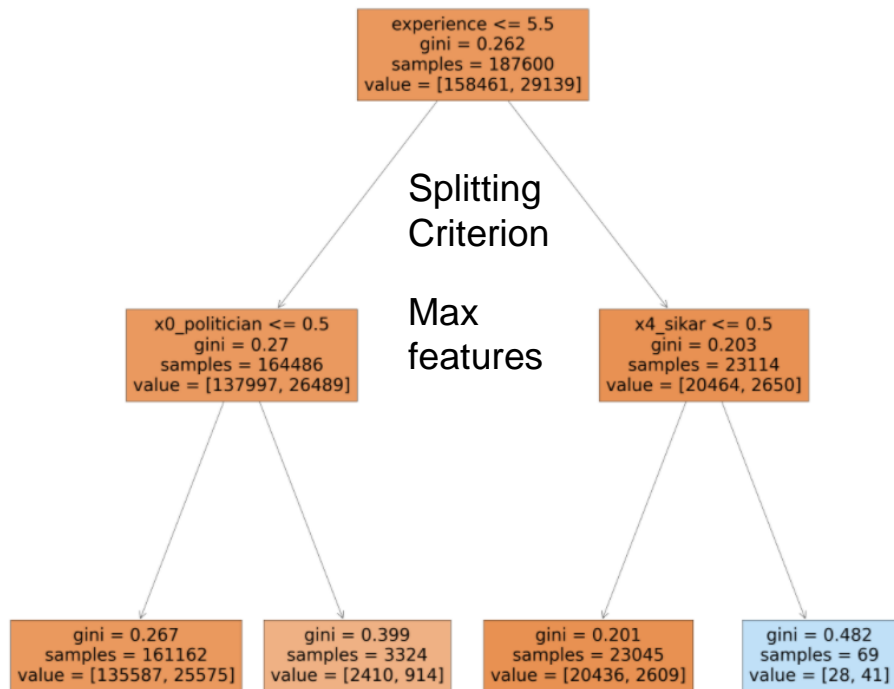 experience <= 5.5
gini = 0.262
samples = 187600
value = [158461, 29139]
Splitting
Criterion
Max
features
x0_politician <= 0.5
gini = 0.27
samples = 164486
value = [137997, 26489]
x4_sikar <= 0.5
gini = 0.203
samples = 23114
value = [20464, 2650]
gini = 0.267
samples = 161162
value = [135587, 25575]
gini = 0.399
samples = 3324
value = [2410, 914]
gini = 0.201
samples = 23045
value = [20436, 2609]
gini = 0.482
samples = 69
value = [28, 41]